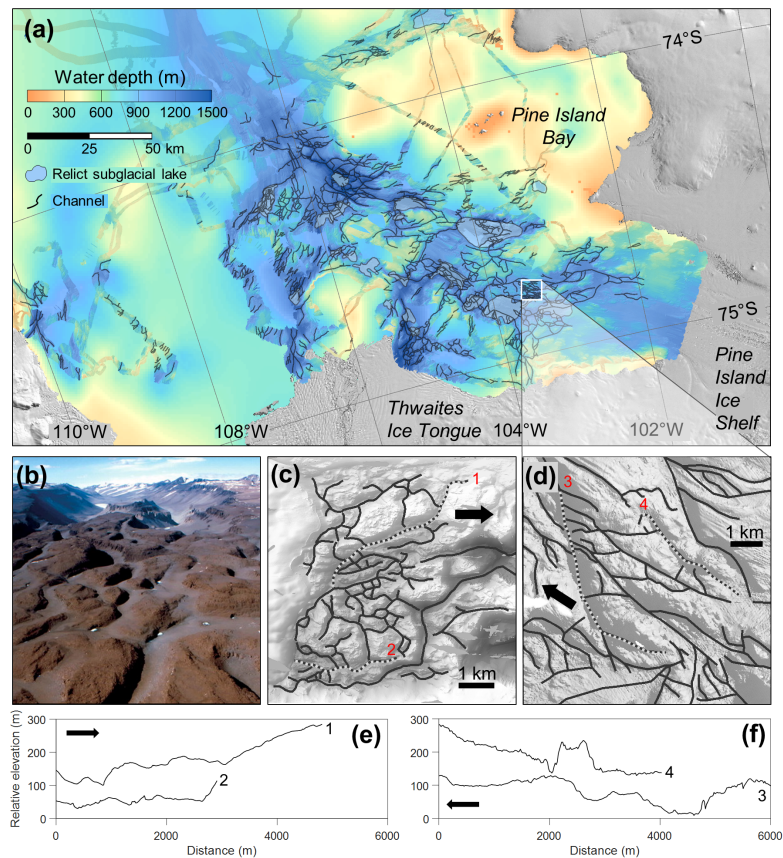 (a)
Water depth (m)
0 300 600 900 1200 1500
0 25 50 km
Relict subglacial lake
Channel
Pine Island
Bay
74°S
75°S
Pine
Island
Ice
Shelf
Thwaites
Ice Tongue
110°W
108°W
104°W
102°W
(b)
(c)
1
2
1 km
(d)
3
4
1 km
Relative elevation (m)
300
200
100
0
0 2000 4000 6000
Distance (m)
1
2
(e)
300
200
100
0
0 2000 4000 6000
Distance (m)
4
3
(f)